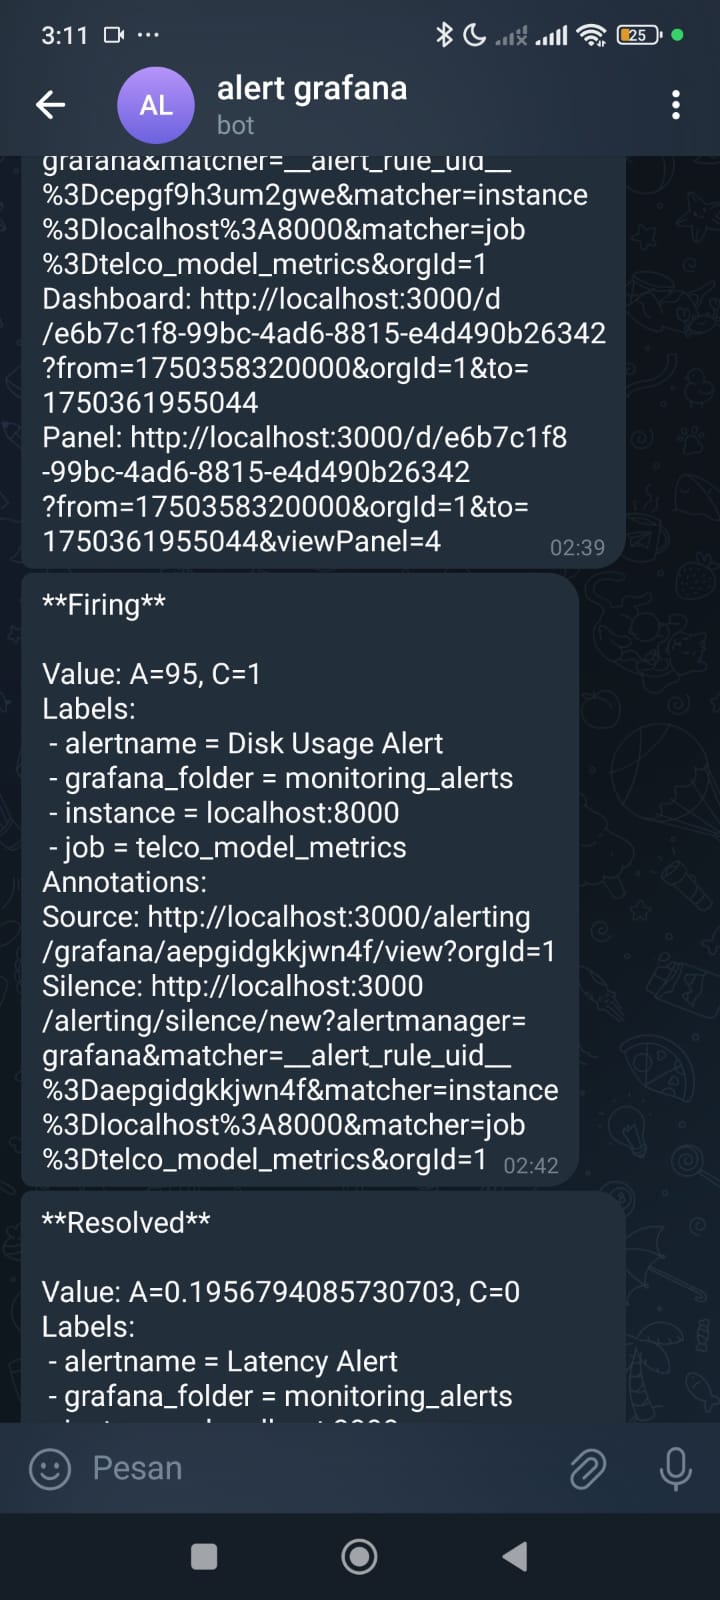 3:11
25
AL
alert grafana
bot
grafana&matcher=__alert_rule_uid__
%3Dcepgf9h3um2gwe&matcher=instance
%3Dlocalhost%3A8000&matcher=job
%3Dtelco_model_metrics&orgId=1
Dashboard: http://localhost:3000/d
/e6b7c1f8-99bc-4ad6-8815-e4d490b26342
?from=1750358320000&orgId=1&to=
1750361955044
Panel: http://localhost:3000/d/e6b7c1f8
-99bc-4ad6-8815-e4d490b26342
?from=1750358320000&orgId=1&to=
1750361955044&viewPanel=4
02:39
**Firing**
Value: A=95, C=1
Labels:
- alertname = Disk Usage Alert
- grafana_folder = monitoring_alerts
- instance = localhost:8000
- job = telco_model_metrics
Annotations:
Source: http://localhost:3000/alerting
/grafana/aepgidgkkjwn4f/view?orgId=1
Silence: http://localhost:3000
/alerting/silence/new?alertmanager=
grafana&matcher=__alert_rule_uid__
%3Daepgidgkkjwn4f&matcher=instance
%3Dlocalhost%3A8000&matcher=job
%3Dtelco_model_metrics&orgId=1
02:42
**Resolved**
Value: A=0.1956794085730703, C=0
Labels:
- alertname = Latency Alert
- grafana_folder = monitoring_alerts
Pesan